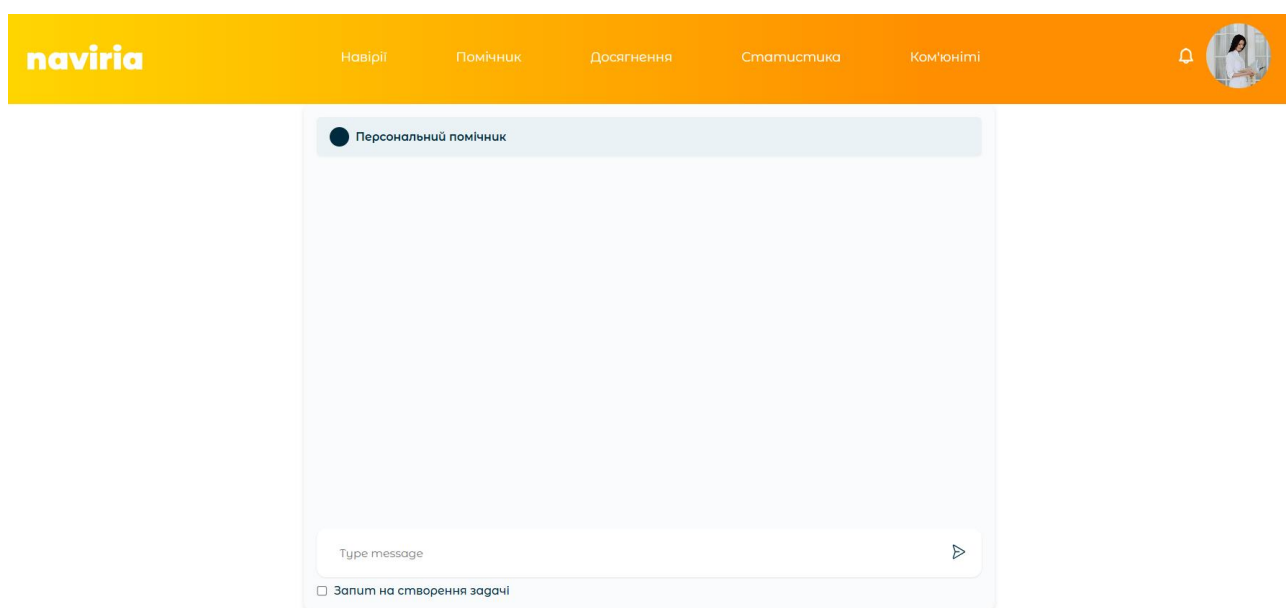 naviria
Навірії Помічник Досягнення Статистика Ком'юніті
Персональний помічник
Type message
Запит на створення задачі